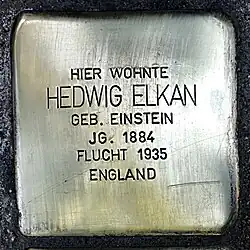 HIER WOHNTE
HEDWIG ELKAN
GEB. EINSTEIN
JG. 1884
FLUCHT 1935
ENGLAND